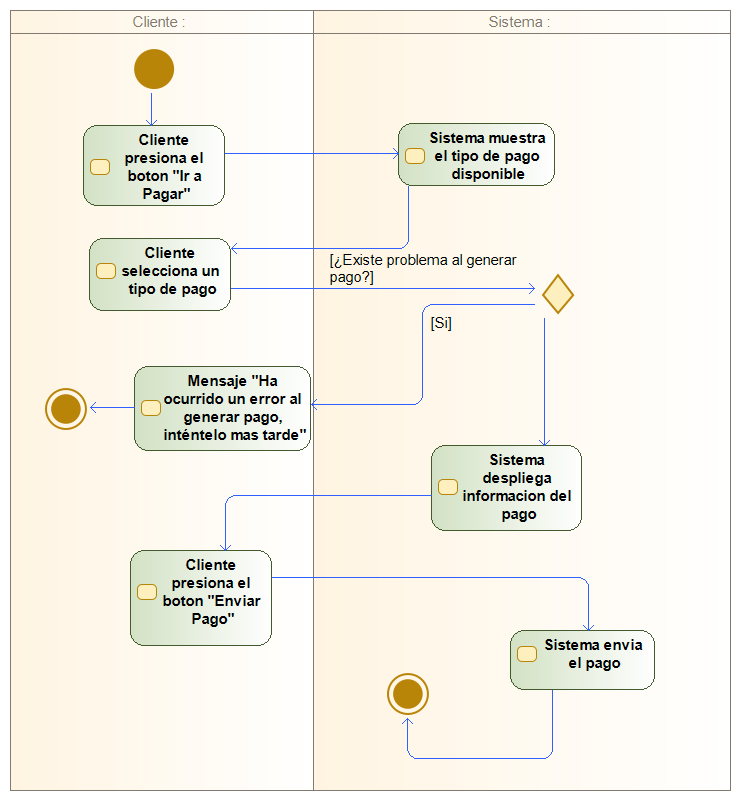 Cliente :
Sistema :
Cliente
presiona el
boton "Ir a
Pagar"
Sistema muestra
el tipo de pago
disponible
Cliente
selecciona un
tipo de pago
[¿Existe problema al generar
pago?]
[Si]
Mensaje "Ha
ocurrido un error al
generar pago,
inténtelo mas tarde"
Sistema
despliega
informacion del
pago
Cliente
presiona el
boton "Enviar
Pago"
Sistema envia
el pago